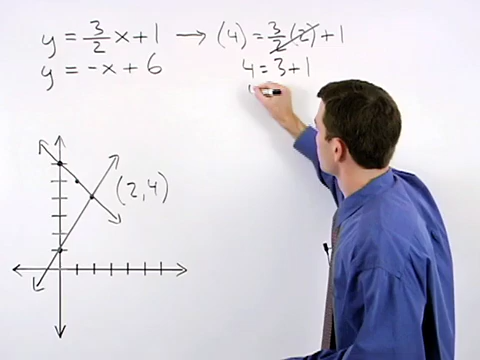 y = 3/2 x + 1 → (4) = 3/2 (2) + 1
y = -x + 6
4 = 3 + 1
(2,4)